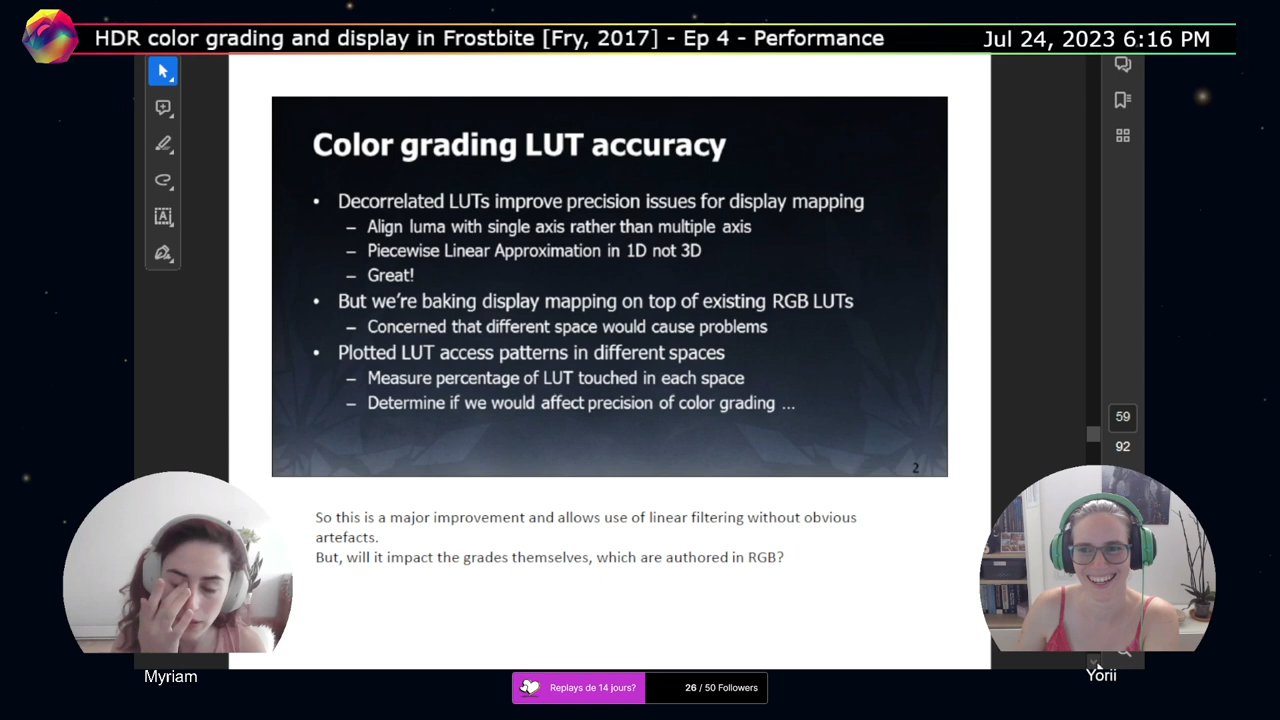 HDR color grading and display in Frostbite [Fry, 2017] - Ep 4 - Performance
Jul 24, 2023 6:16 PM
Color grading LUT accuracy
• Decorrelated LUTs improve precision issues for display mapping
– Align luma with single axis rather than multiple axis
– Piecewise Linear Approximation in 1D not 3D
– Great!
• But we're baking display mapping on top of existing RGB LUTs
– Concerned that different space would cause problems
• Plotted LUT access patterns in different spaces
– Measure percentage of LUT touched in each space
– Determine if we would affect precision of color grading ...
2
59
92
So this is a major improvement and allows use of linear filtering without obvious
artefacts.
But, will it impact the grades themselves, which are authored in RGB?
Myriam
Yorii
Replays de 14 jours?
26 / 50 Followers